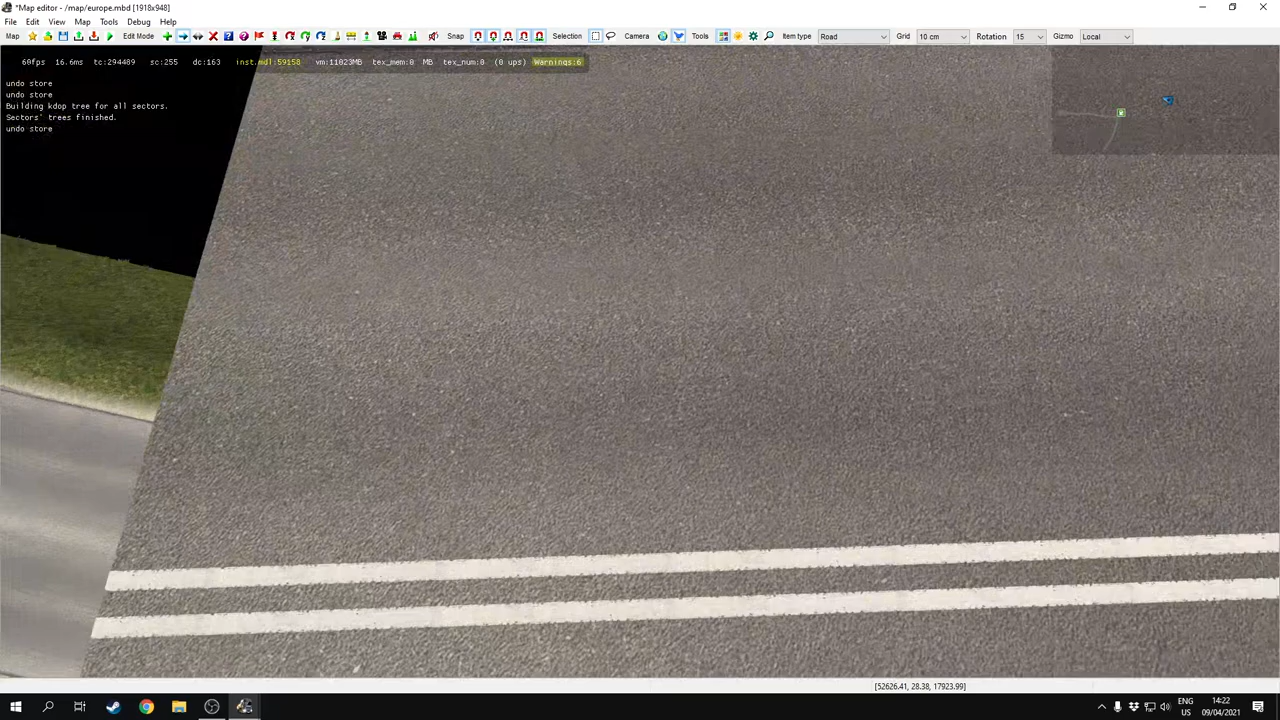 *Map editor - /map/europe.mbd [1918x948]
File Edit View Map Tools Debug Help
Map Edit Mode Snap Selection Camera Tools Item type Road Grid 10 cm Rotation 15 Gizmo Local
60fps 16.6ms tc:294489 sc:255 dc:163 inst.mdl:59158 vm:11023MB tex_mem:0 MB tex_num:0 (0 ups) Warnings:6
undo store
undo store
Building kdop tree for all sectors.
Sectors' trees finished.
undo store
[52626.41, 28.38, 17923.99]
ENG 14:22
US 09/04/2021